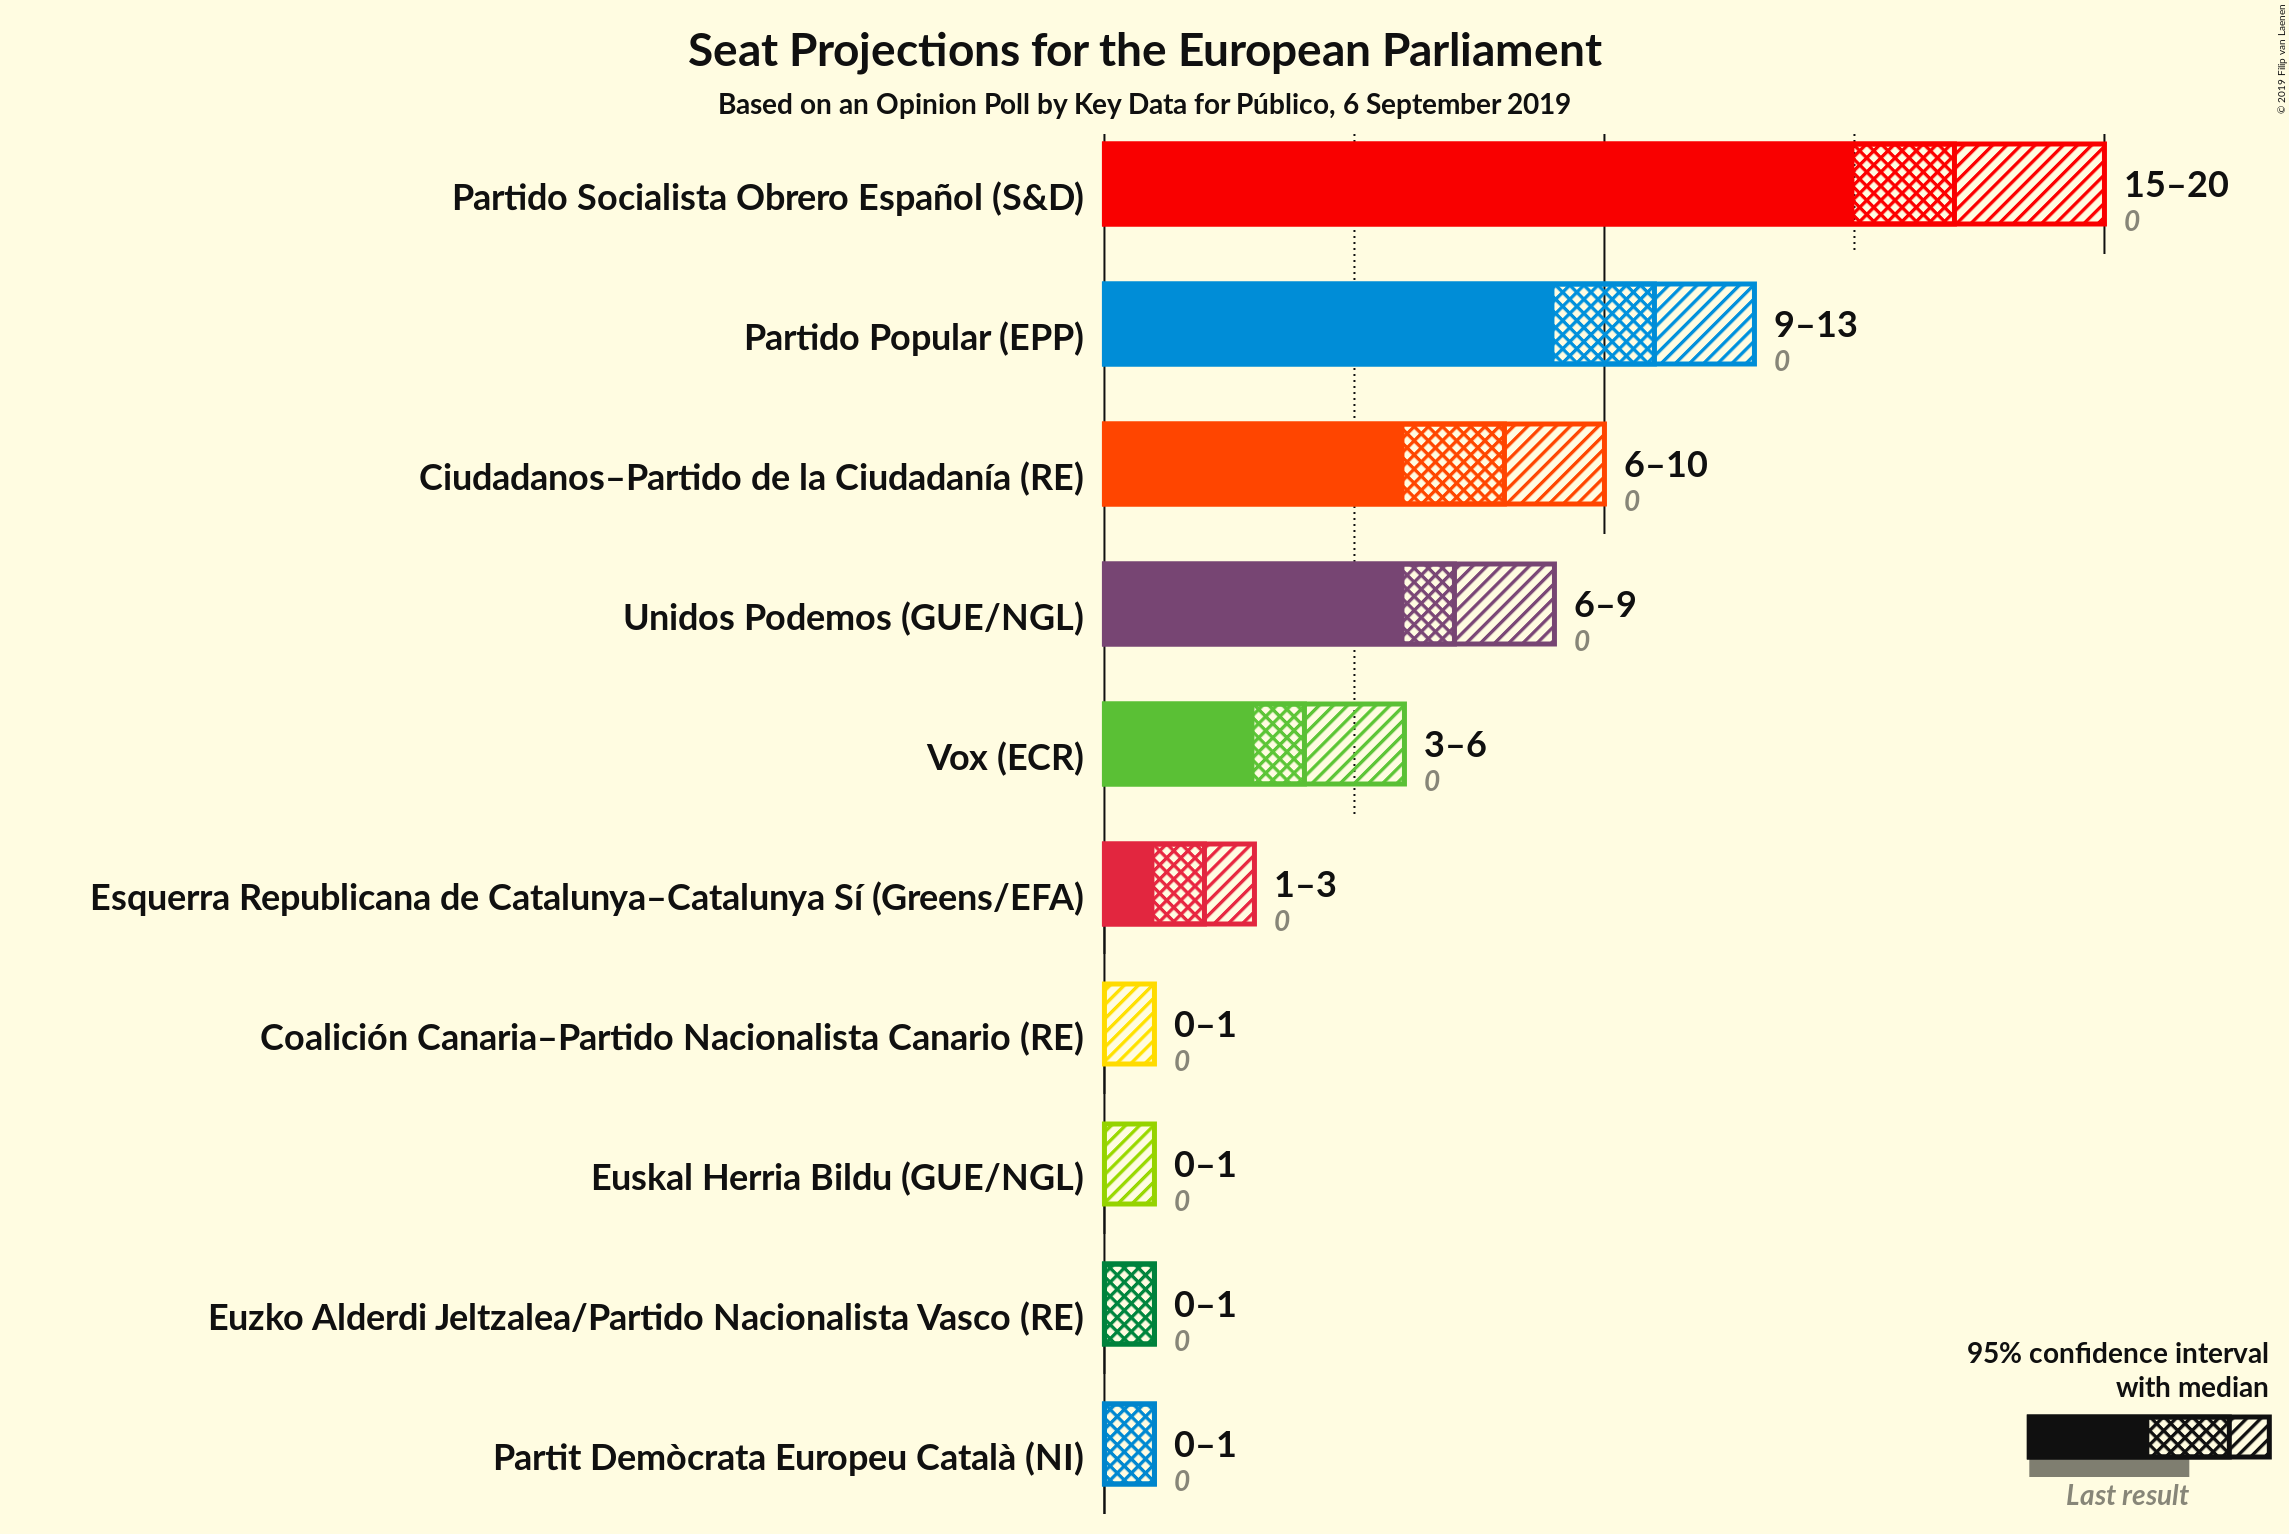 Seat Projections for the European Parliament
Based on an Opinion Poll by Key Data for Público, 6 September 2019
© 2019 Filip van Laenen
Partido Socialista Obrero Español (S&D)
15–20
0
Partido Popular (EPP)
9–13
0
Ciudadanos–Partido de la Ciudadanía (RE)
6–10
0
Unidos Podemos (GUE/NGL)
6–9
0
Vox (ECR)
3–6
0
Esquerra Republicana de Catalunya–Catalunya Sí (Greens/EFA)
1–3
0
Coalición Canaria–Partido Nacionalista Canario (RE)
0–1
0
Euskal Herria Bildu (GUE/NGL)
0–1
0
Euzko Alderdi Jeltzalea/Partido Nacionalista Vasco (RE)
0–1
0
Partit Demòcrata Europeu Català (NI)
0–1
0
95% confidence interval
with median
Last result